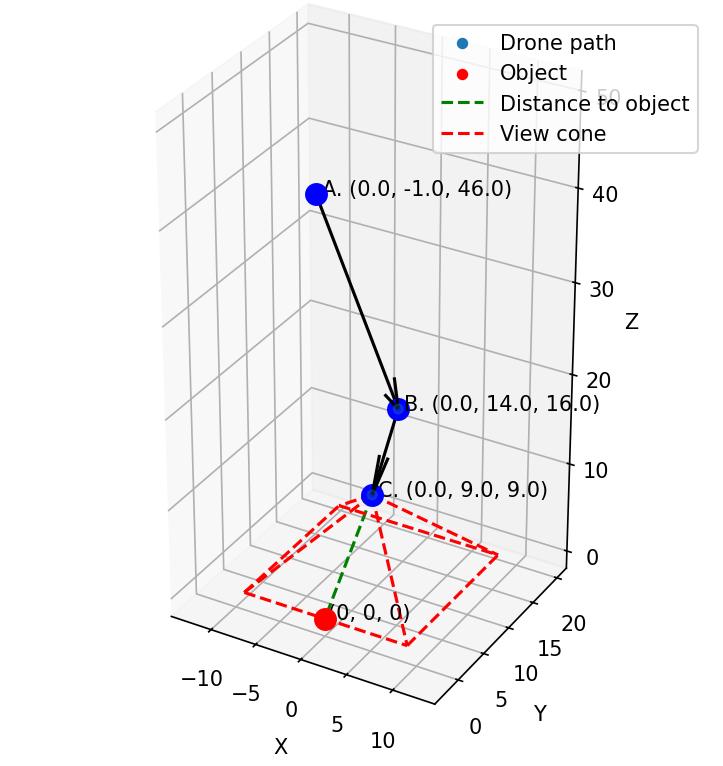 Drone path
Object
Distance to object
View cone
50
A. (0.0, -1.0, 46.0)
40
30
Z
20
B. (0.0, 14.0, 16.0)
10
C. (0.0, 9.0, 9.0)
0
(0, 0, 0)
20
15
10
5
0
Y
−10
−5
0
5
10
X